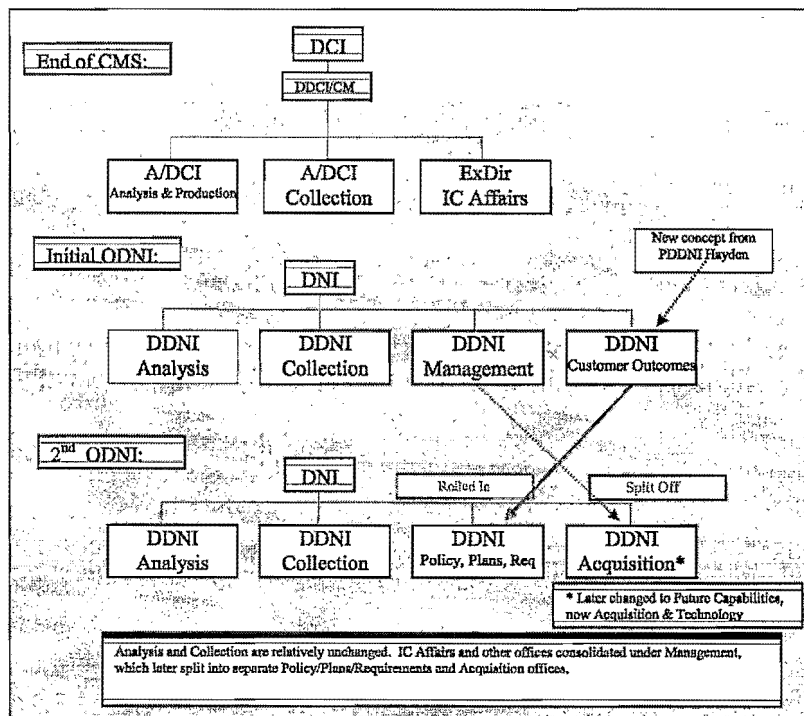 End of CMS:
DCI
DDCI/CM
A/DCI
Analysis & Production
A/DCI
Collection
ExDir
IC Affairs
Initial ODNI:
New concept from
PDDNI Hayden
DNI
DDNI
Analysis
DDNI
Collection
DDNI
Management
DDNI
Customer Outcomes
2nd ODNI:
DNI
Rolled In
Split Off
DDNI
Analysis
DDNI
Collection
DDNI
Policy, Plans, Req
DDNI
Acquisition*
* Later changed to Future Capabilities,
now Acquisition & Technology
Analysis and Collection are relatively unchanged. IC Affairs and other offices consolidated under Management,
which later split into separate Policy/Plans/Requirements and Acquisition offices.